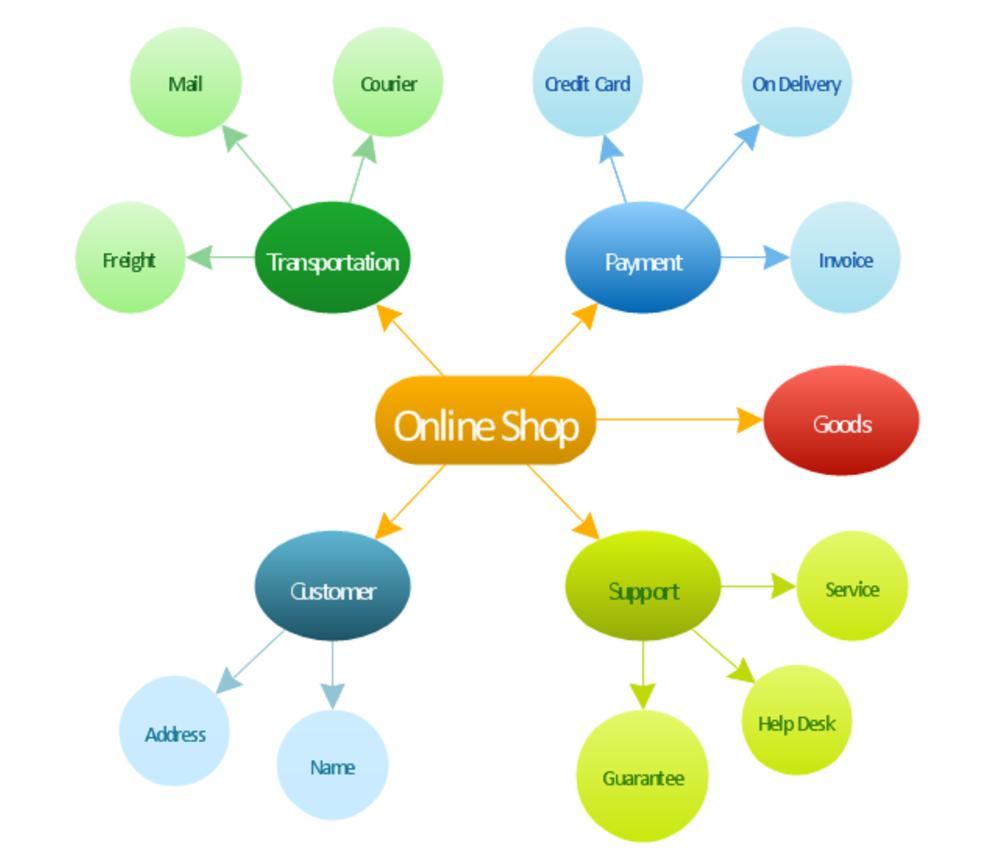 Mail
Courier
Credit Card
On Delivery
Freight
Transportation
Payment
Invoice
Online Shop
Goods
Customer
Support
Service
Address
Name
Guarantee
Help Desk